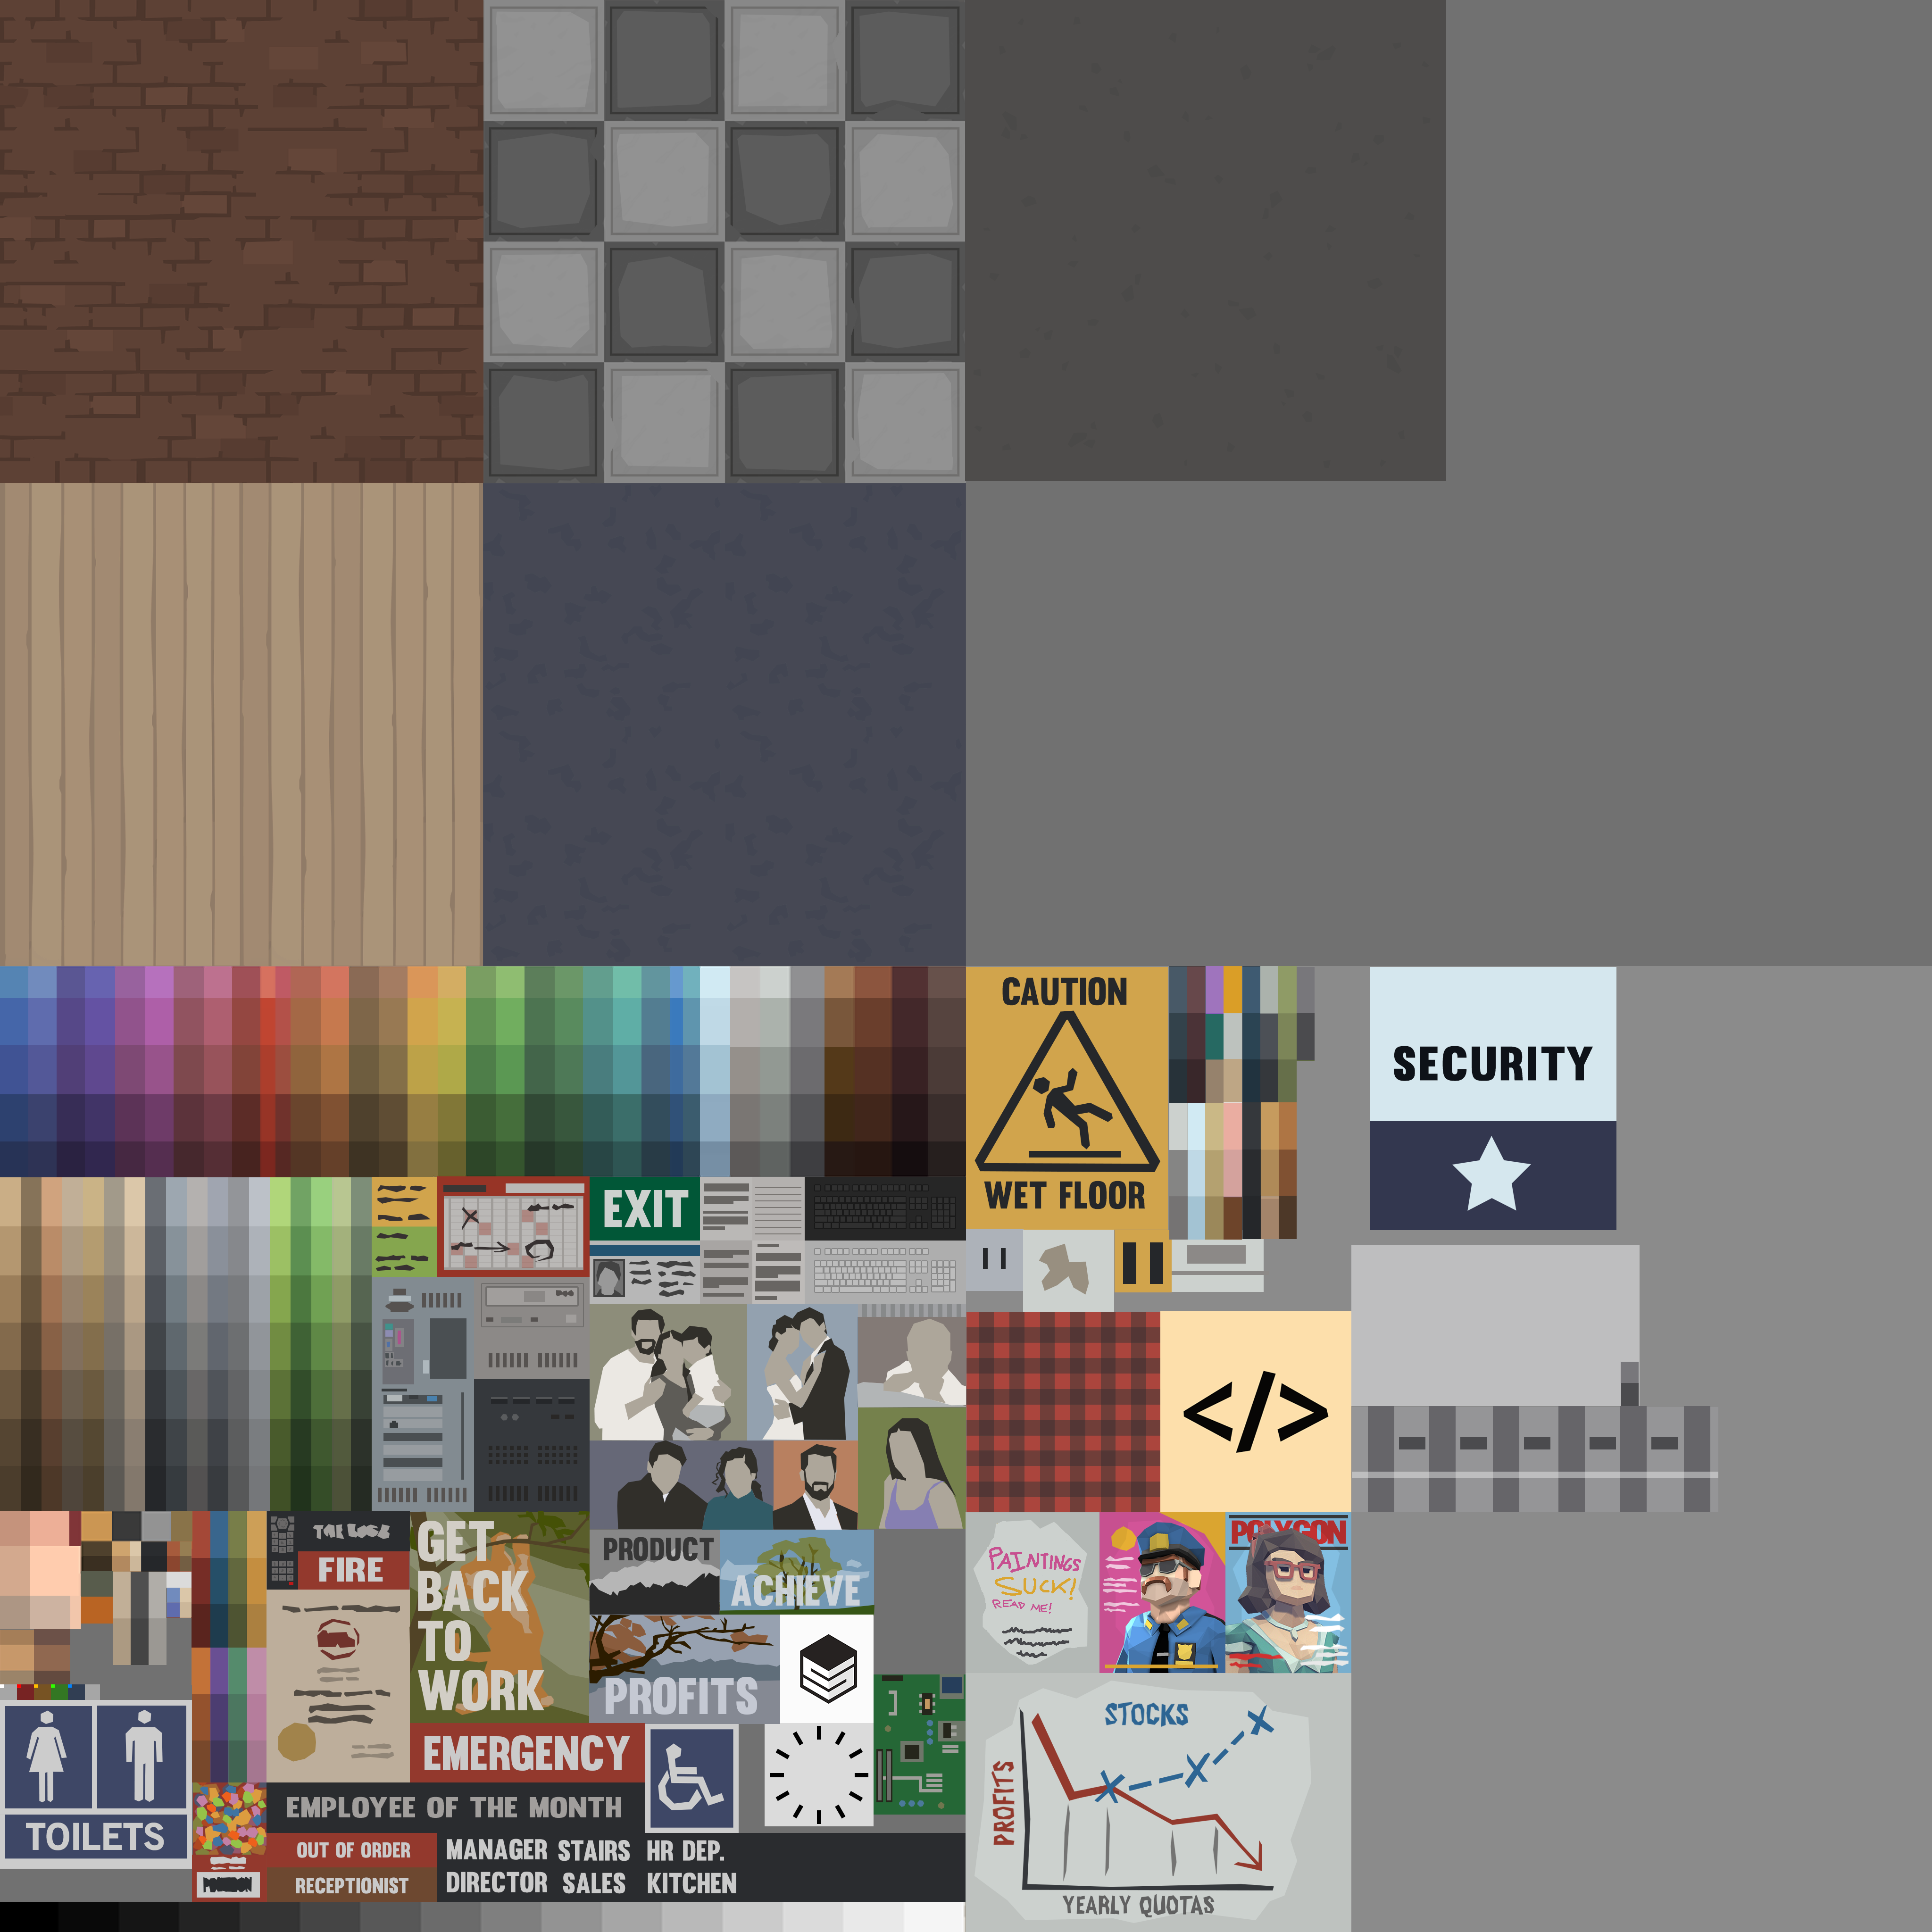 CAUTION
WET FLOOR
SECURITY
EXIT
</>
FIRE
GET
BACK
TO
WORK
PRODUCT
ACHIEVE
PROFITS
PAINTINGS
SUCK!
READ ME!
POLYGON
EMERGENCY
TOILETS
EMPLOYEE OF THE MONTH
OUT OF ORDER
RECEPTIONIST
MANAGER STAIRS HR DEP.
DIRECTOR SALES KITCHEN
STOCKS
PROFITS
YEARLY QUOTAS